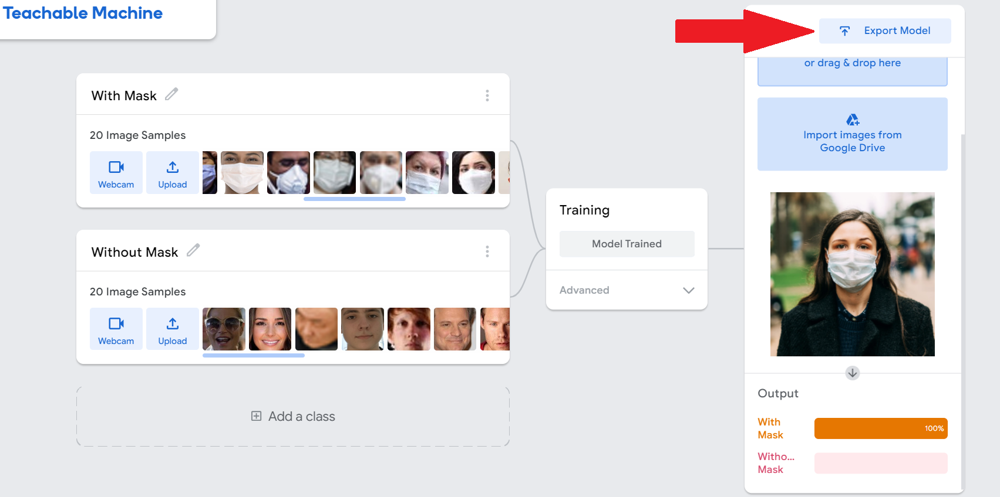 Teachable Machine
Export Model
or drag & drop here
Import images from
Google Drive
With Mask
20 Image Samples
Webcam
Upload
Without Mask
20 Image Samples
Webcam
Upload
Add a class
Training
Model Trained
Advanced
Output
With
Mask
100%
Witho...
Mask